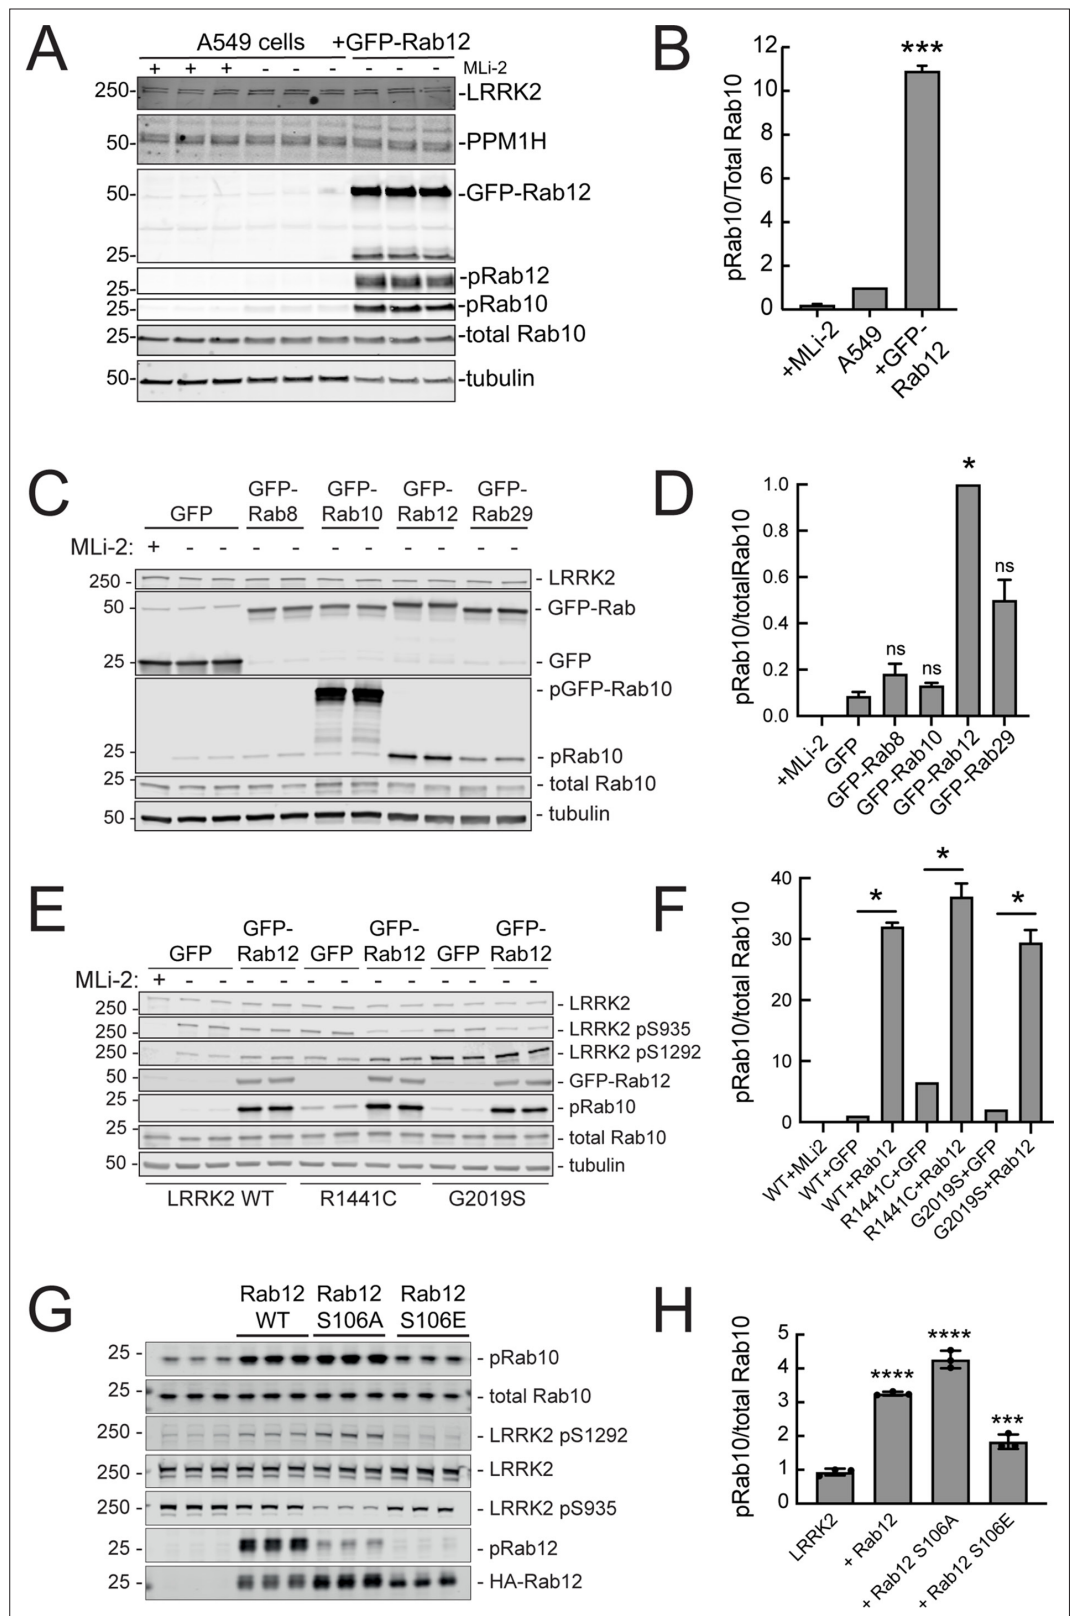 A
A549 cells +GFP-Rab12
+ + + - - - - - - MLi-2
250- -LRRK2
50- -PPM1H
50- -GFP-Rab12
25-
25- -pRab12
25- -pRab10
25- -total Rab10
50- -tubulin
B
pRab10/Total Rab10
12
10
8
6
4
2
0
***
+MLi-2
A549
+GFP-
Rab12
C
GFP
GFP-
Rab8
GFP-
Rab10
GFP-
Rab12
GFP-
Rab29
MLi-2: + - - - - - - - - - -
250 - - LRRK2
50 - - GFP-Rab
25 - - GFP
- pGFP-Rab10
25 - - pRab10
25 - - total Rab10
50 - - tubulin
D
pRab10/totalRab10
1.0
0.8
0.6
0.4
0.2
0.0
ns
ns
*
ns
+MLi-2
GFP
GFP-Rab8
GFP-Rab10
GFP-Rab12
GFP-Rab29
E
GFP
GFP-
Rab12
GFP
GFP-
Rab12
GFP
GFP-
Rab12
MLi-2: + - - - - - - - - - - - -
250 - - LRRK2
250 - - LRRK2 pS935
250 - - LRRK2 pS1292
50 - - GFP-Rab12
25 - - pRab10
25 - - total Rab10
50 - - tubulin
LRRK2 WT R1441C G2019S
F
pRab10/total Rab10
40
30
20
10
0
*
*
*
WT+MLi2
WT+GFP
WT+Rab12
R1441C+GFP
R1441C+Rab12
G2019S+GFP
G2019S+Rab12
G
Rab12
WT
Rab12
S106A
Rab12
S106E
25 - - pRab10
25 - - total Rab10
250 - - LRRK2 pS1292
250 - - LRRK2
250 - - LRRK2 pS935
25 - - pRab12
25 - - HA-Rab12
H
pRab10/total Rab10
5
4
3
2
1
0
****
****
***
LRRK2
+ Rab12
+ Rab12 S106A
+ Rab12 S106E